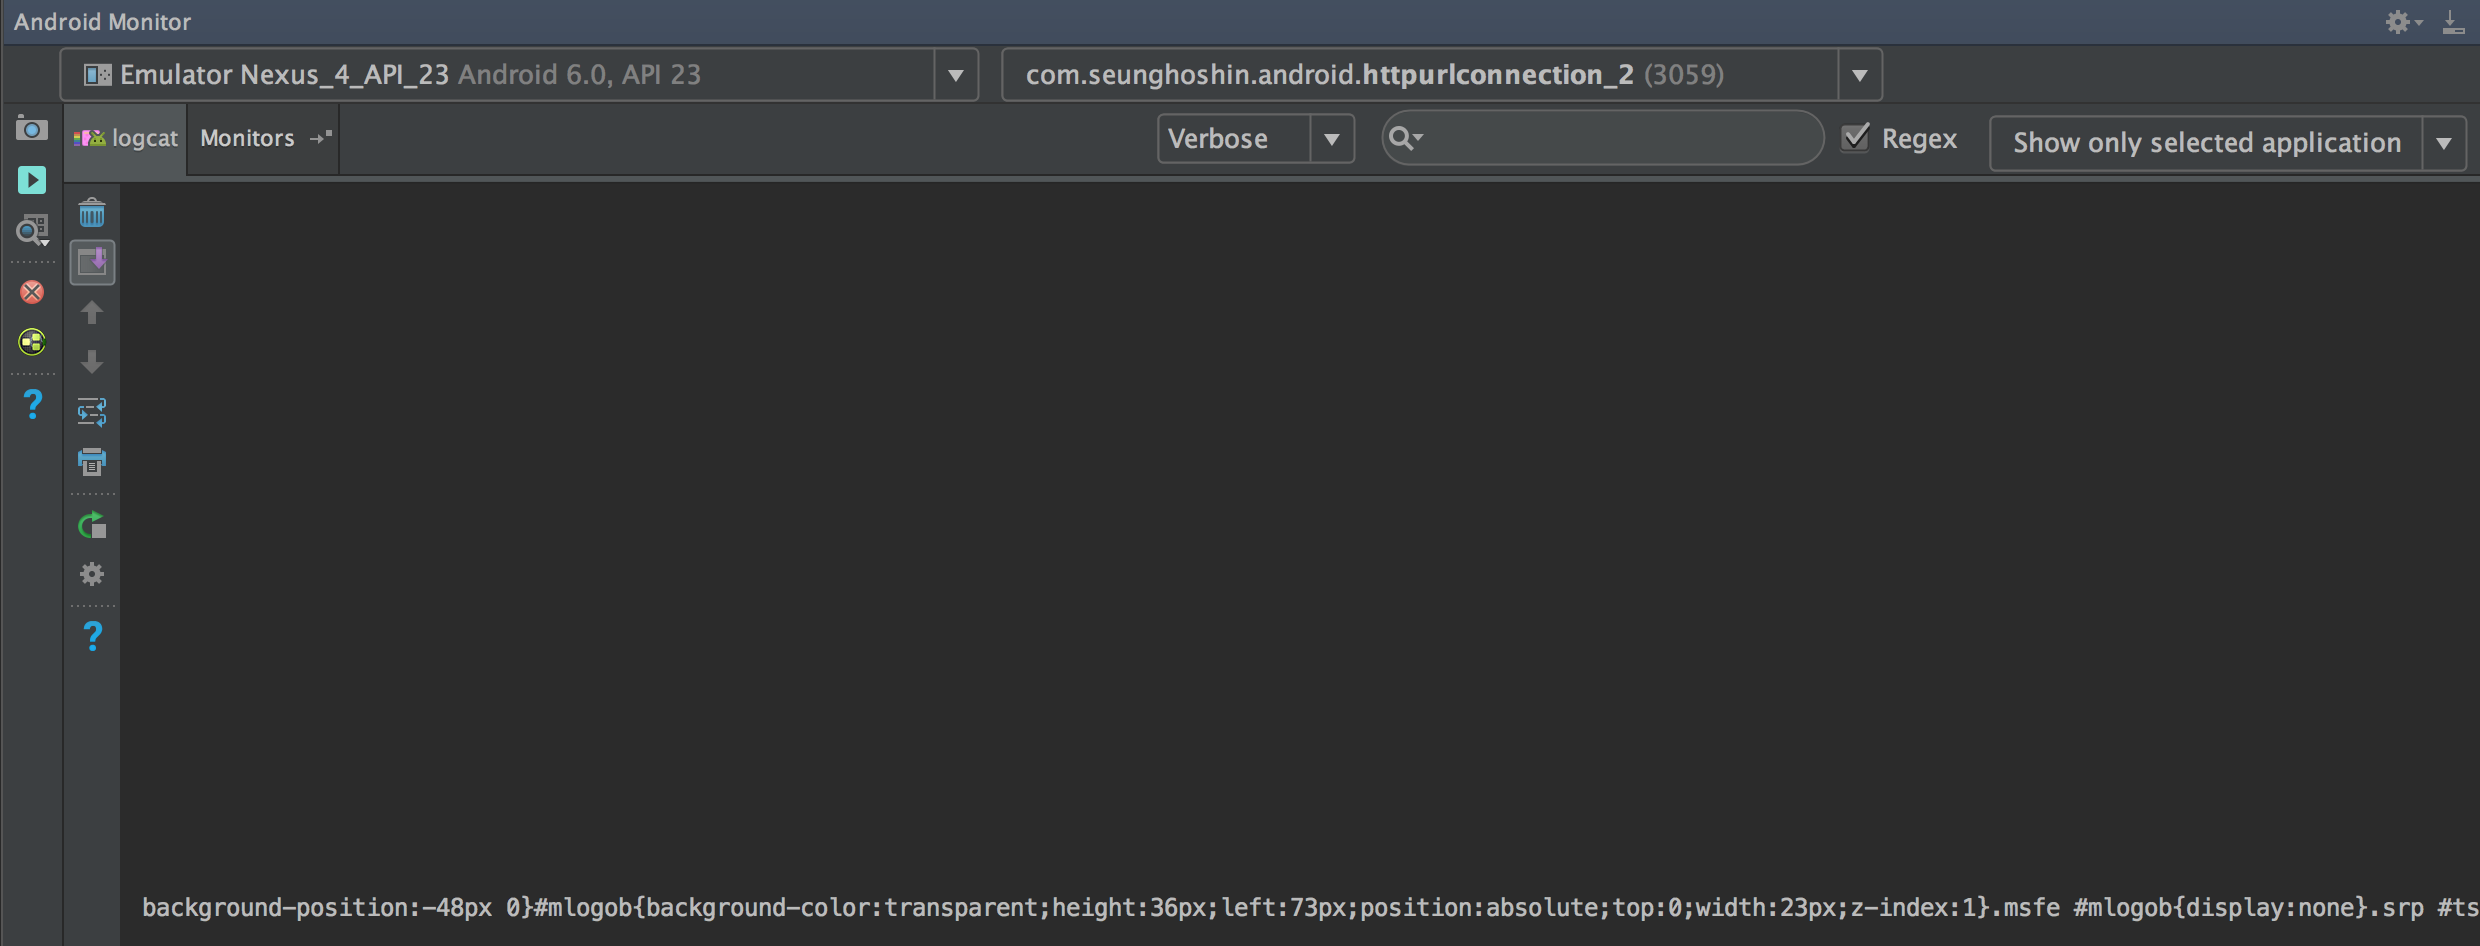 Android Monitor
Emulator Nexus_4_API_23 Android 6.0, API 23 com.seunghoshin.android.httpurlconnection_2 (3059)
logcat Monitors Verbose Regex Show only selected application
background-position:-48px 0}#mlogob{background-color:transparent;height:36px;left:73px;position:absolute;top:0;width:23px;z-index:1}.msfe #mlogob{display:none}.srp #ts